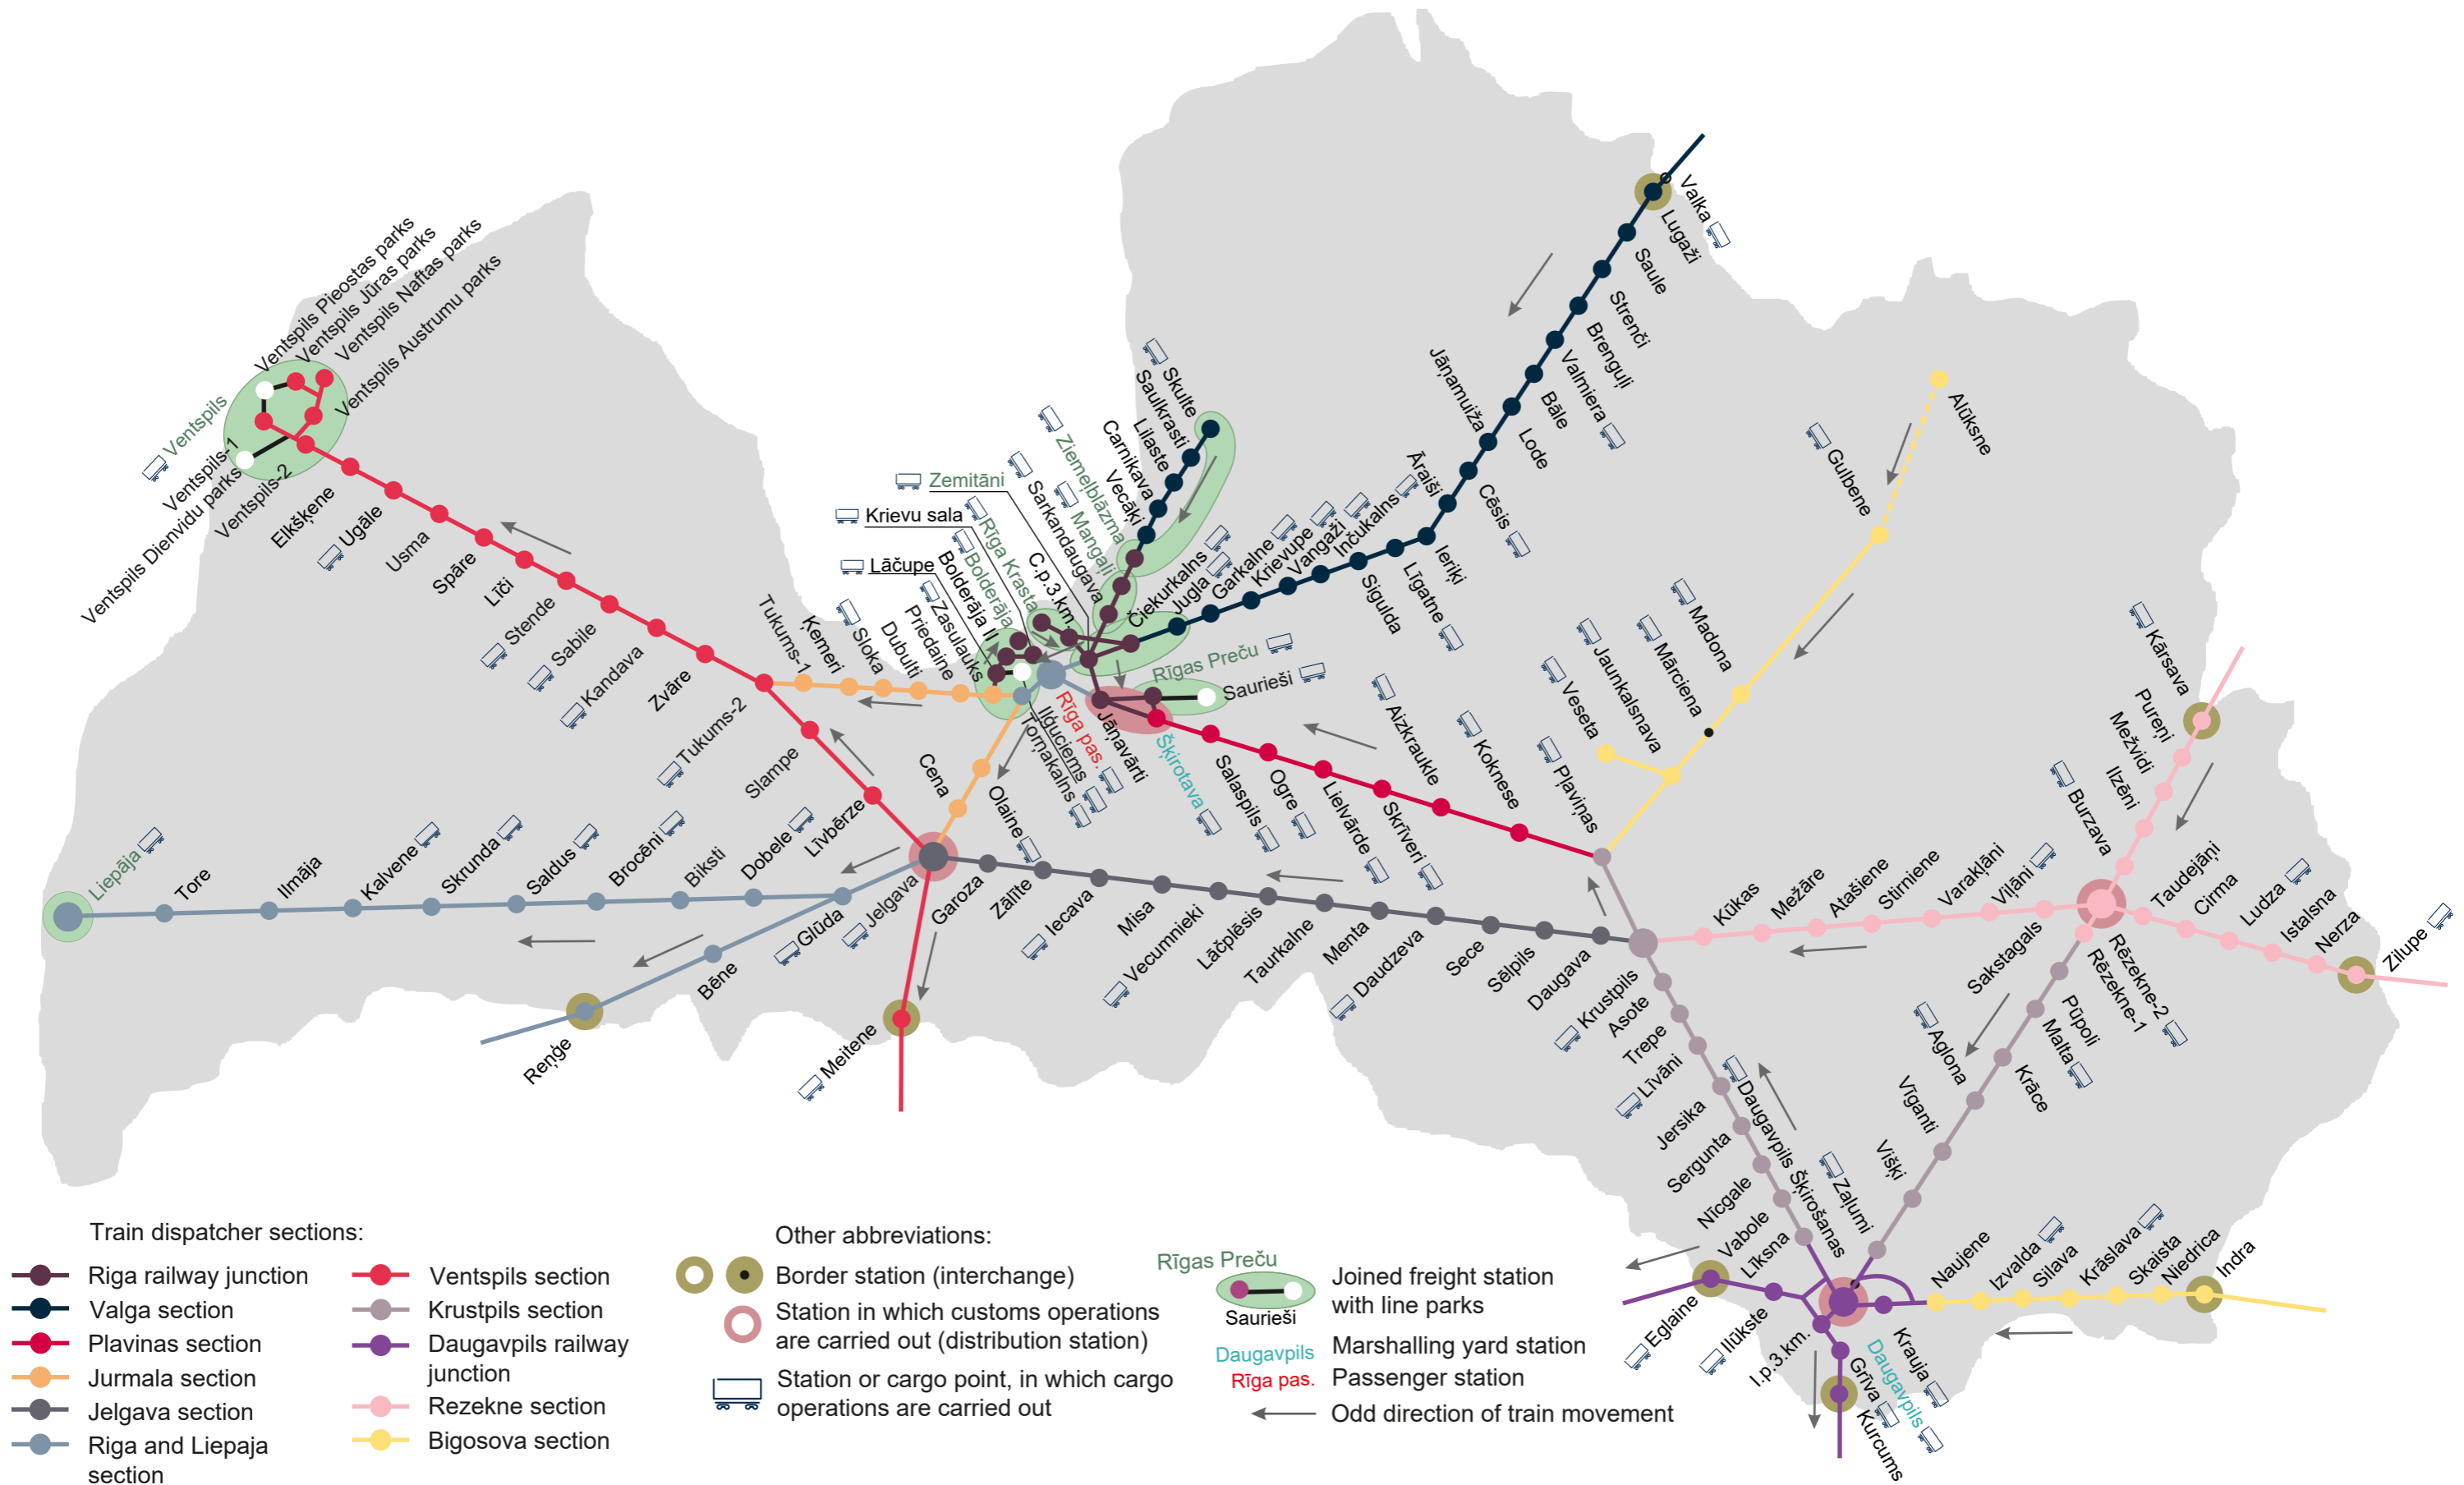 Ventspils Pieostas parks
Ventspils Jūras parks
Ventspils Naftas parks
Ventspils Austrumu parks
Ventspils
Ventspils-1
Ventspils Dienvidu parks
Ventspils-2
Elkšķene
Ugāle
Usma
Spāre
Līči
Stende
Sabile
Kandava
Zvāre
Tukums-2
Slampe
Līvbērze
Tukums-1
Ķemeri
Sloka
Dubulti
Priedaine
Zasulauks
Bolderāja II
Bolderāja
Rīga Krasta
C.p.3.km.
Lāčupe
Krievu sala
Zemitāni
Sarkandaugava
Mangaļi
Ziemeļblāzma
Vecāķi
Carnikava
Lilaste
Saulkrasti
Skulte
Čiekurkalns
Jugla
Garkalne
Krievupe
Vangaži
Inčukalns
Sigulda
Līgatne
Ieriķi
Āraiši
Cēsis
Jāņamuiža
Lode
Bāle
Valmiera
Brenguļi
Strenči
Saule
Lugaži
Valka
Alūksne
Gulbene
Madona
Mārciena
Jaunkalsnava
Veseta
Pļaviņas
Koknese
Aizkraukle
Skrīveri
Lielvārde
Ogre
Salaspils
Šķirotava
Rīgas Preču
Saurieši
Jāņavārti
Rīga pas.
Iļģuciems
Torņakalns
Olaine
Cena
Jelgava
Garoza
Zālīte
Iecava
Misa
Vecumnieki
Lāčplēsis
Taurkalne
Menta
Daudzeva
Sece
Sēlpils
Daugava
Krustpils
Liepāja
Tore
Ilmāja
Kalvene
Skrunda
Saldus
Brocēni
Biksti
Dobele
Glūda
Bēne
Reņģe
Meitene
Kūkas
Mežāre
Atašiene
Stirniene
Varakļāni
Viļāni
Sakstagals
Rēzekne-2
Rēzekne-1
Burzava
Ilzēni
Mežvidi
Pureņi
Kārsava
Taudejāņi
Cirma
Ludza
Istalsna
Nerza
Zilupe
Pūpoli
Malta
Krāce
Aglona
Vīganti
Višķi
Zaļumi
Asote
Trepe
Līvāni
Jersika
Sergunta
Nīcgale
Vabole
Līksna
Daugavpils Šķirošanas
Eglaine
Ilūkste
I.p.3.km.
Grīva
Kurcums
Daugavpils
Krauja
Naujene
Izvalda
Silava
Krāslava
Skaista
Niedrica
Indra
Train dispatcher sections:
Riga railway junction
Valga section
Plavinas section
Jurmala section
Jelgava section
Riga and Liepaja
section
Ventspils section
Krustpils section
Daugavpils railway
junction
Rezekne section
Bigosova section
Other abbreviations:
Border station (interchange)
Station in which customs operations
are carried out (distribution station)
Station or cargo point, in which cargo
operations are carried out
Rīgas Preču
Saurieši
Joined freight station
with line parks
Daugavpils
Marshalling yard station
Rīga pas.
Passenger station
Odd direction of train movement